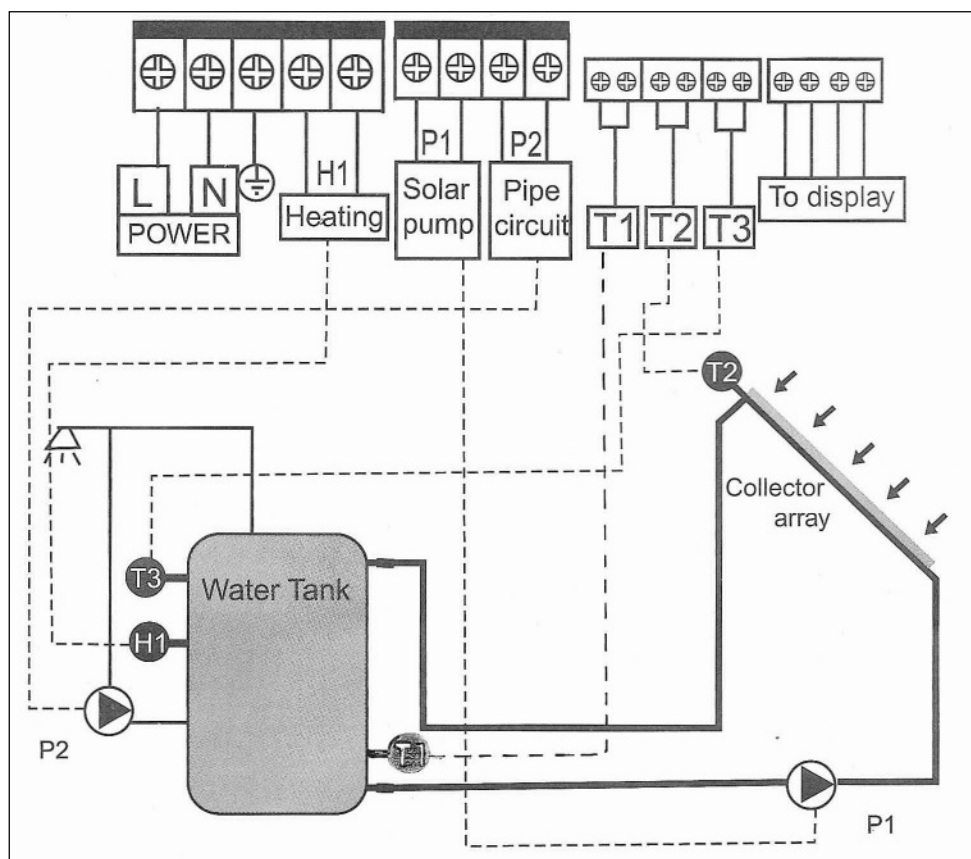 P1
P2
H1
L
N
POWER
Heating
Solar
pump
Pipe
circuit
T1
T2
T3
To display
T2
Collector
array
T3
Water Tank
H1
P2
T1
P1